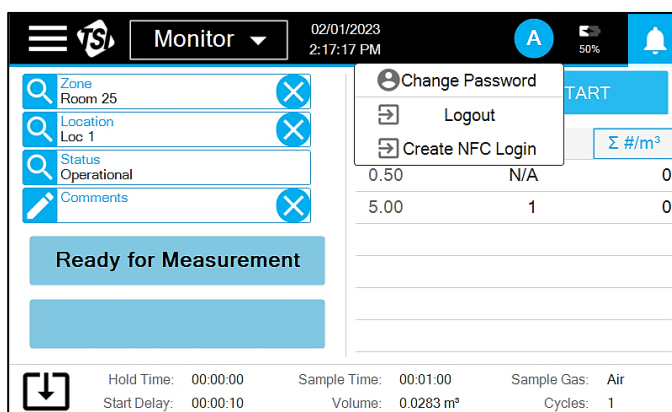 TSI
Monitor
02/01/2023
2:17:17 PM
A
50%
Change Password
Logout
Create NFC Login
TART
Zone
Room 25
Location
Loc 1
Status
Operational
Comments
Σ #/m³
0.50 N/A 0
5.00 1 0
Ready for Measurement
Hold Time: 00:00:00 Sample Time: 00:01:00 Sample Gas: Air
Start Delay: 00:00:10 Volume: 0.0283 m³ Cycles: 1